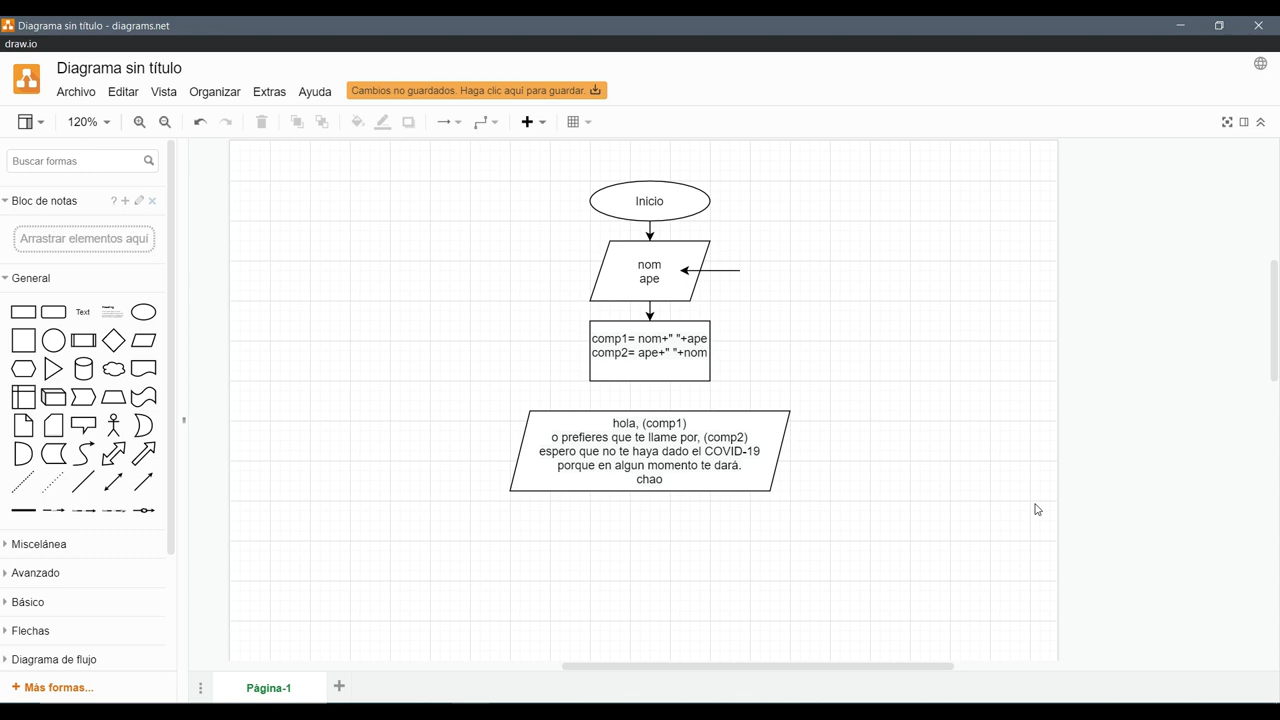 Diagrama sin título - diagrams.net
draw.io
Diagrama sin título
Archivo Editar Vista Organizar Extras Ayuda Cambios no guardados. Haga clic aquí para guardar.
120%
Buscar formas
Bloc de notas ?
Arrastrar elementos aquí
General
Text
Heading
Misceláneaa
Avanzado
Básico
Flechas
Diagrama de flujo
+ Más formas...
Inicio
nom
ape
comp1= nom+" "+ape
comp2= ape+" "+nom
hola, (comp1)
o prefieres que te llame por, (comp2)
espero que no te haya dado el COVID-19
porque en algun momento te dará.
chao
Página-1